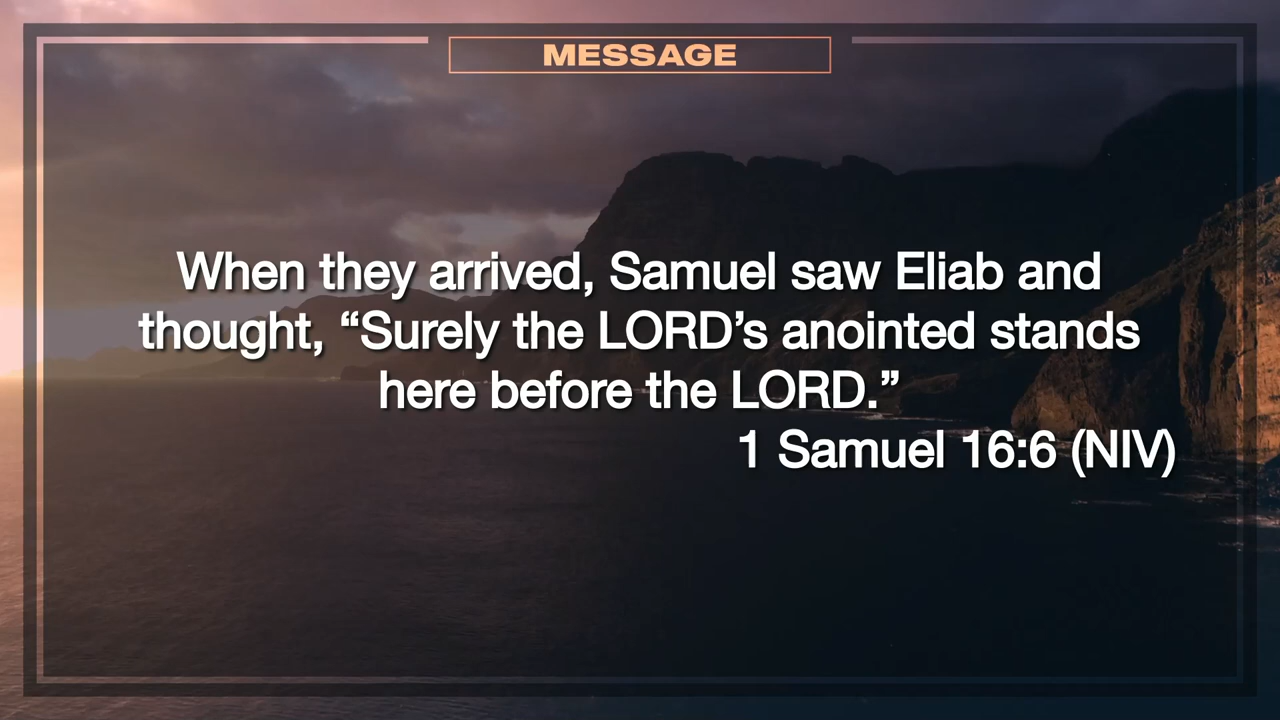 MESSAGE
When they arrived, Samuel saw Eliab and
thought, “Surely the LORD’s anointed stands
here before the LORD.”
1 Samuel 16:6 (NIV)